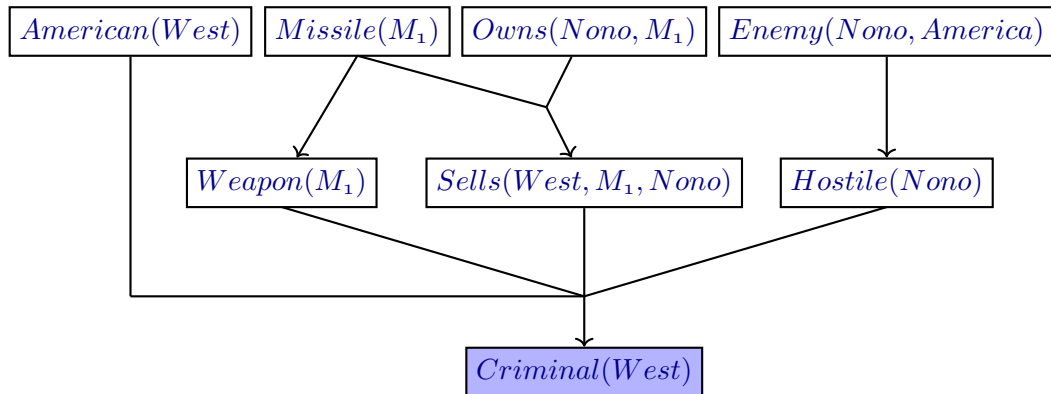 American(West) Missile(M₁) Owns(Nono, M₁) Enemy(Nono, America)
Weapon(M₁) Sells(West, M₁, Nono) Hostile(Nono)
Criminal(West)